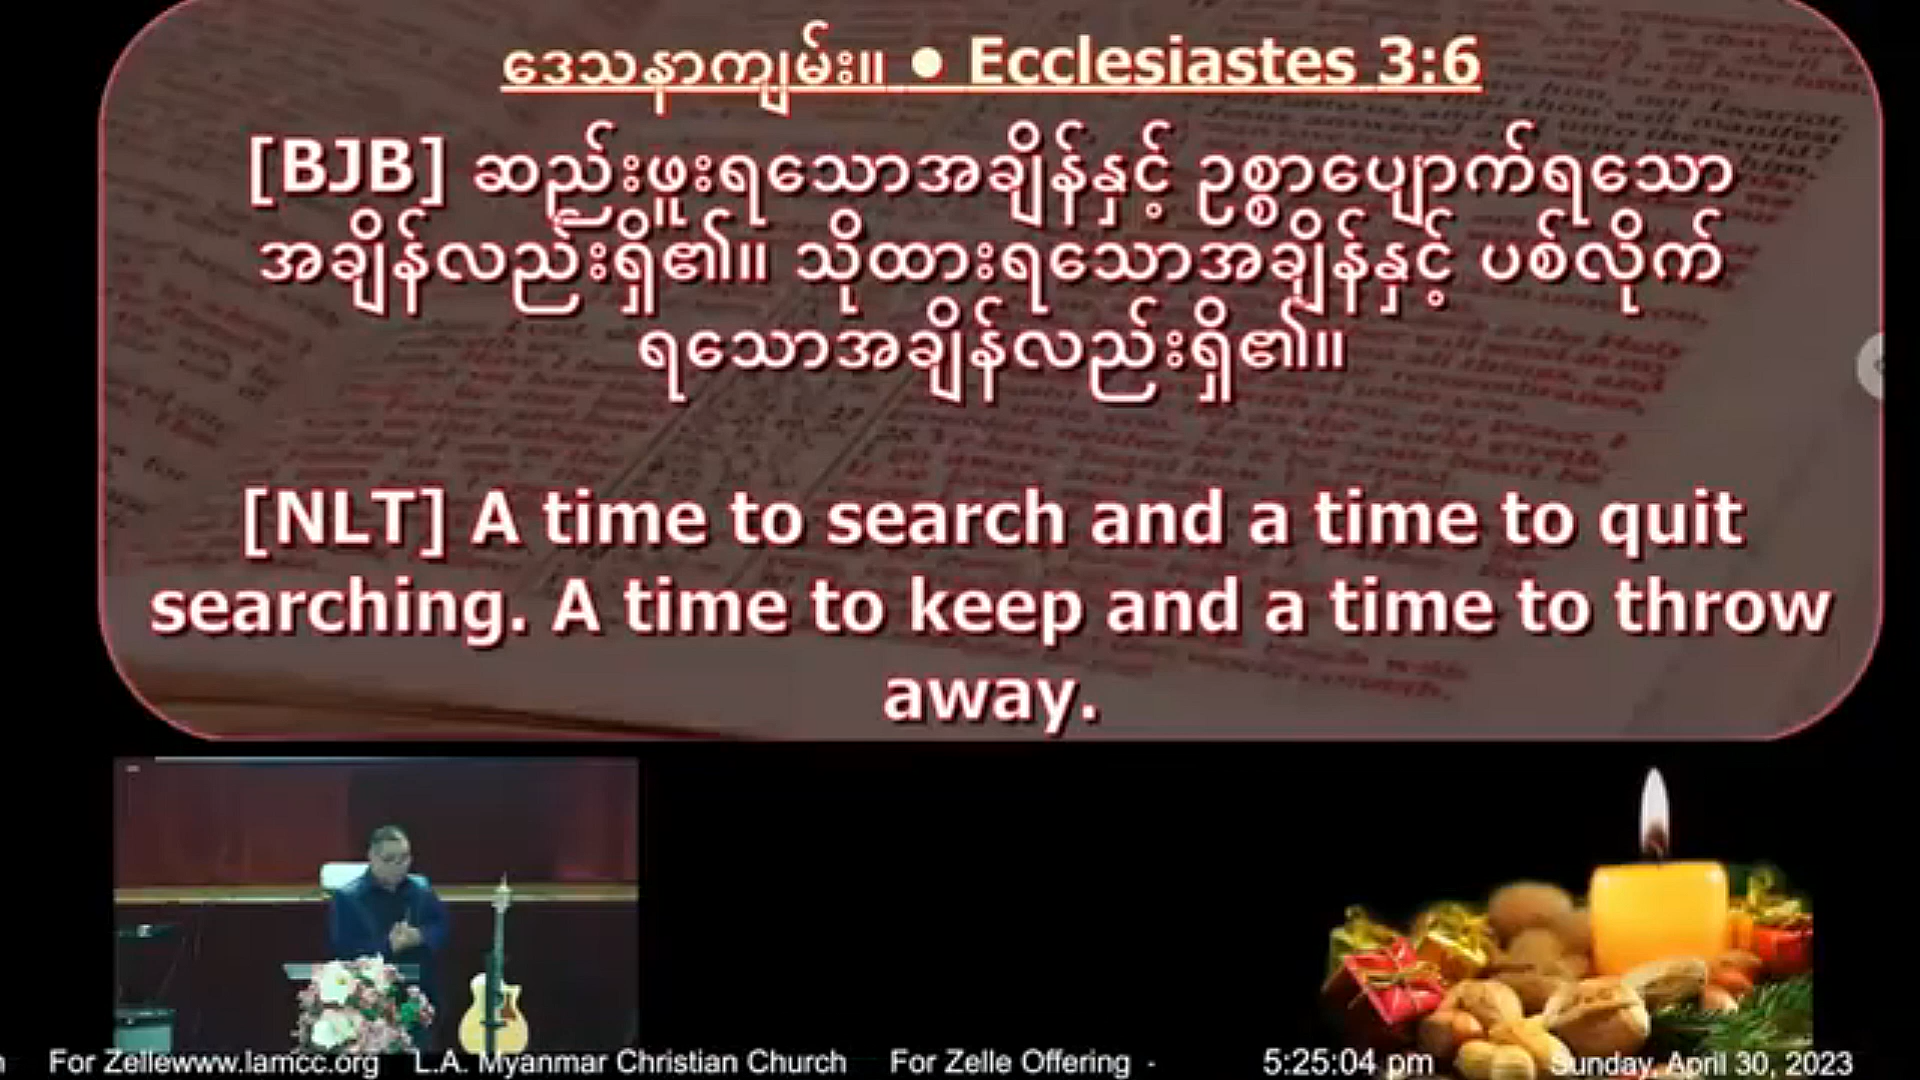 ဒေသနာကျမ်း။ • Ecclesiastes 3:6
[BJB] ဆည်းဖူးရသောအချိန်နှင့် ဥစ္စာပျောက်ရသော
အချိန်လည်းရှိ၏။ သိုထားရသောအချိန်နှင့် ပစ်လိုက်
ရသောအချိန်လည်းရှိ၏။
[NLT] A time to search and a time to quit
searching. A time to keep and a time to throw
away.
For Zellewww.lamcc.org L.A. Myanmar Christian Church For Zelle Offering - 5:25:04 pm Sunday, April 30, 2023